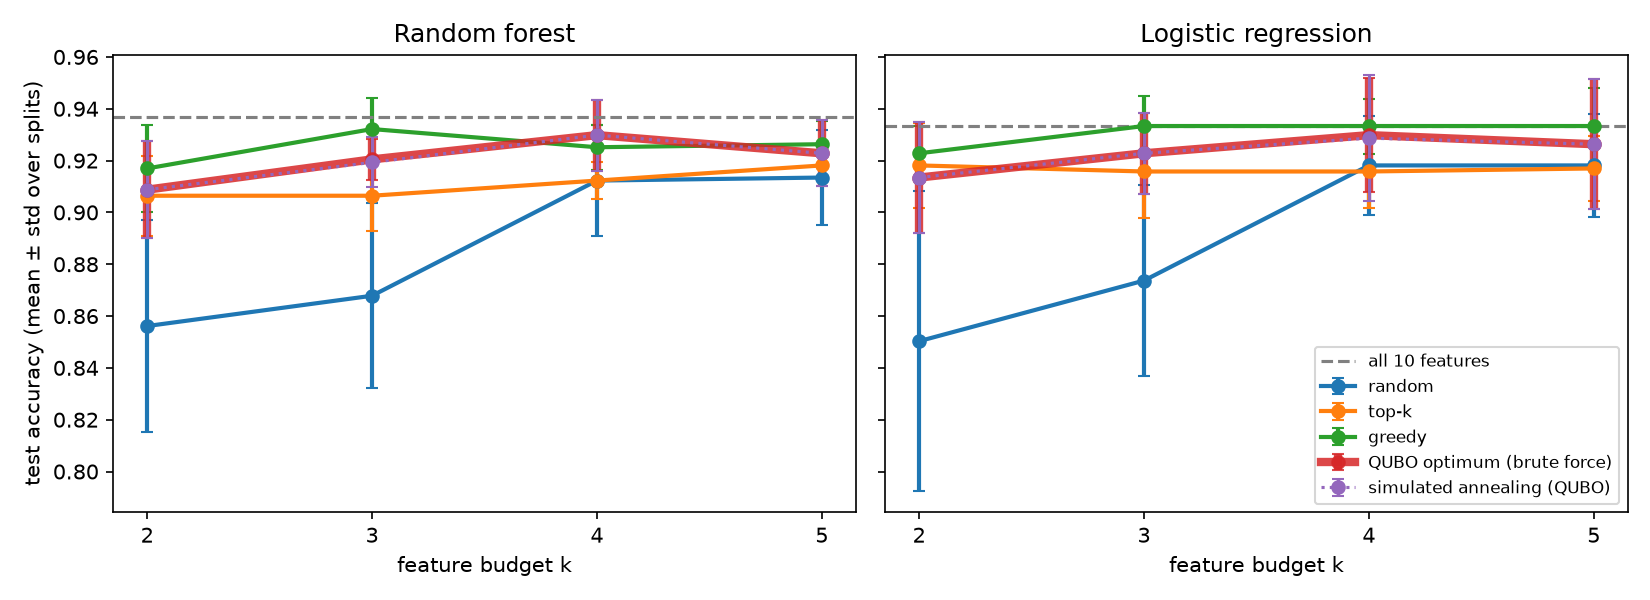 Random forest
Logistic regression
test accuracy (mean ± std over splits)
0.96
0.94
0.92
0.90
0.88
0.86
0.84
0.82
0.80
2 3 4 5
feature budget k
2 3 4 5
feature budget k
all 10 features
random
top-k
greedy
QUBO optimum (brute force)
simulated annealing (QUBO)